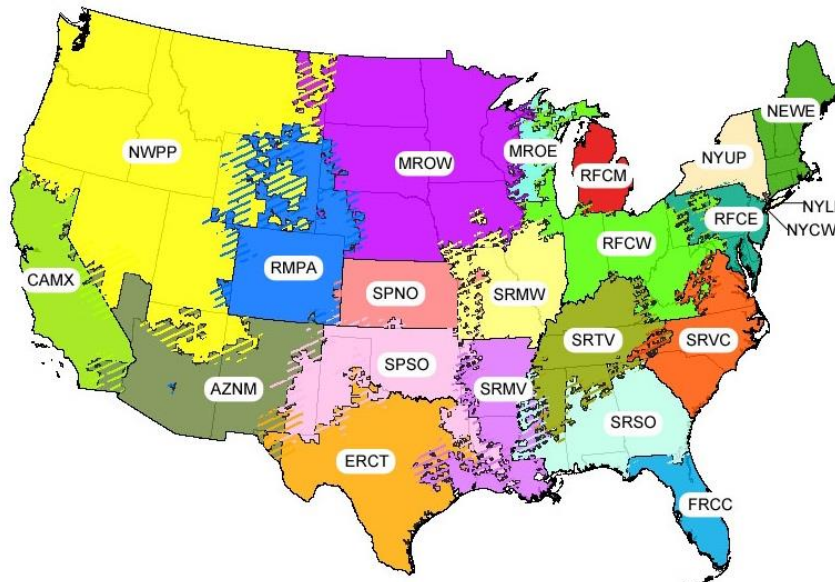 NEWE
NWPP
MROW
MROE
NYUP
RFCM
NYLI
RFCE
NYCW
RFCW
CAMX
RMPA
SPNO
SRMW
SRTV
SRVC
AZNM
SPSO
SRMV
SRSO
ERCT
FRCC